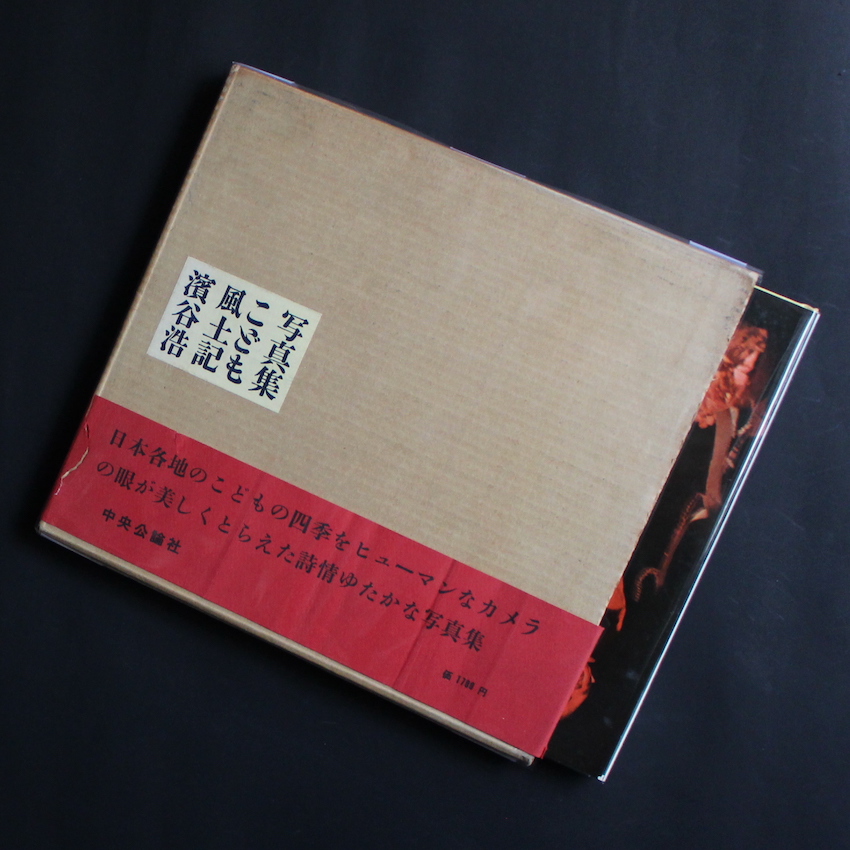 写真集
こども
風土記
濱谷浩
日本各地のこどもの四季をヒューマンなカメラ
の眼が美しくとらえた詩情ゆたかな写真集
中央公論社
価 1700 円